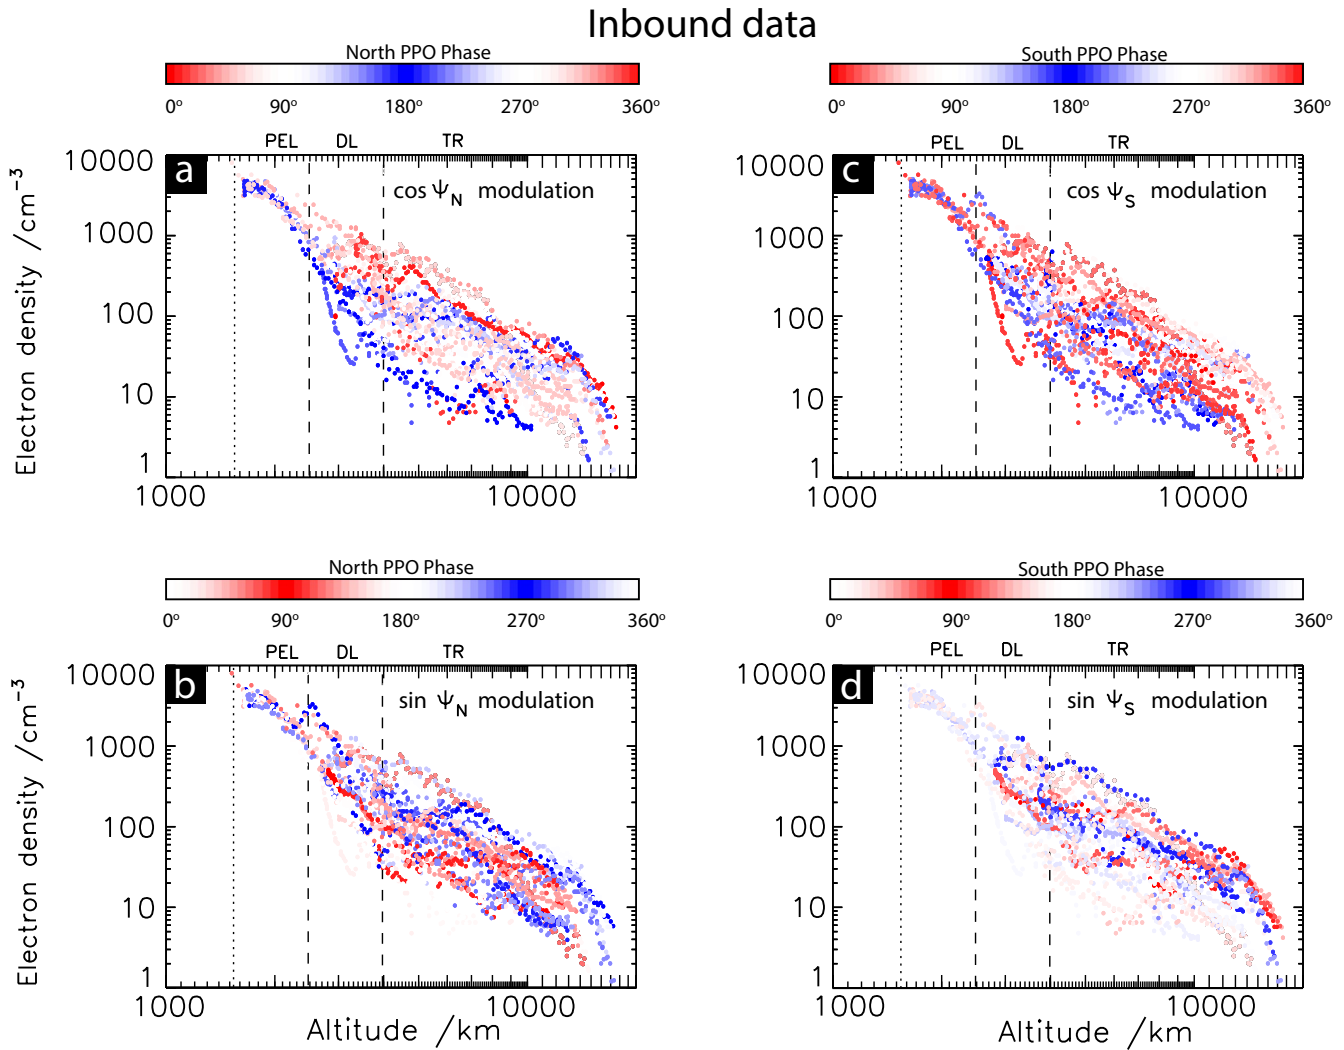 Inbound data
North PPO Phase
0° 90° 180° 270° 360°
PEL DL TR
a
cos Ψ_N modulation
10000
1000
100
10
1
1000 10000
Electron density /cm⁻³
South PPO Phase
0° 90° 180° 270° 360°
PEL DL TR
c
cos Ψ_S modulation
10000
1000
100
10
1
1000 10000
North PPO Phase
0° 90° 180° 270° 360°
PEL DL TR
b
sin Ψ_N modulation
10000
1000
100
10
1
1000 10000
Electron density /cm⁻³
Altitude /km
South PPO Phase
0° 90° 180° 270° 360°
PEL DL TR
d
sin Ψ_S modulation
10000
1000
100
10
1
1000 10000
Altitude /km